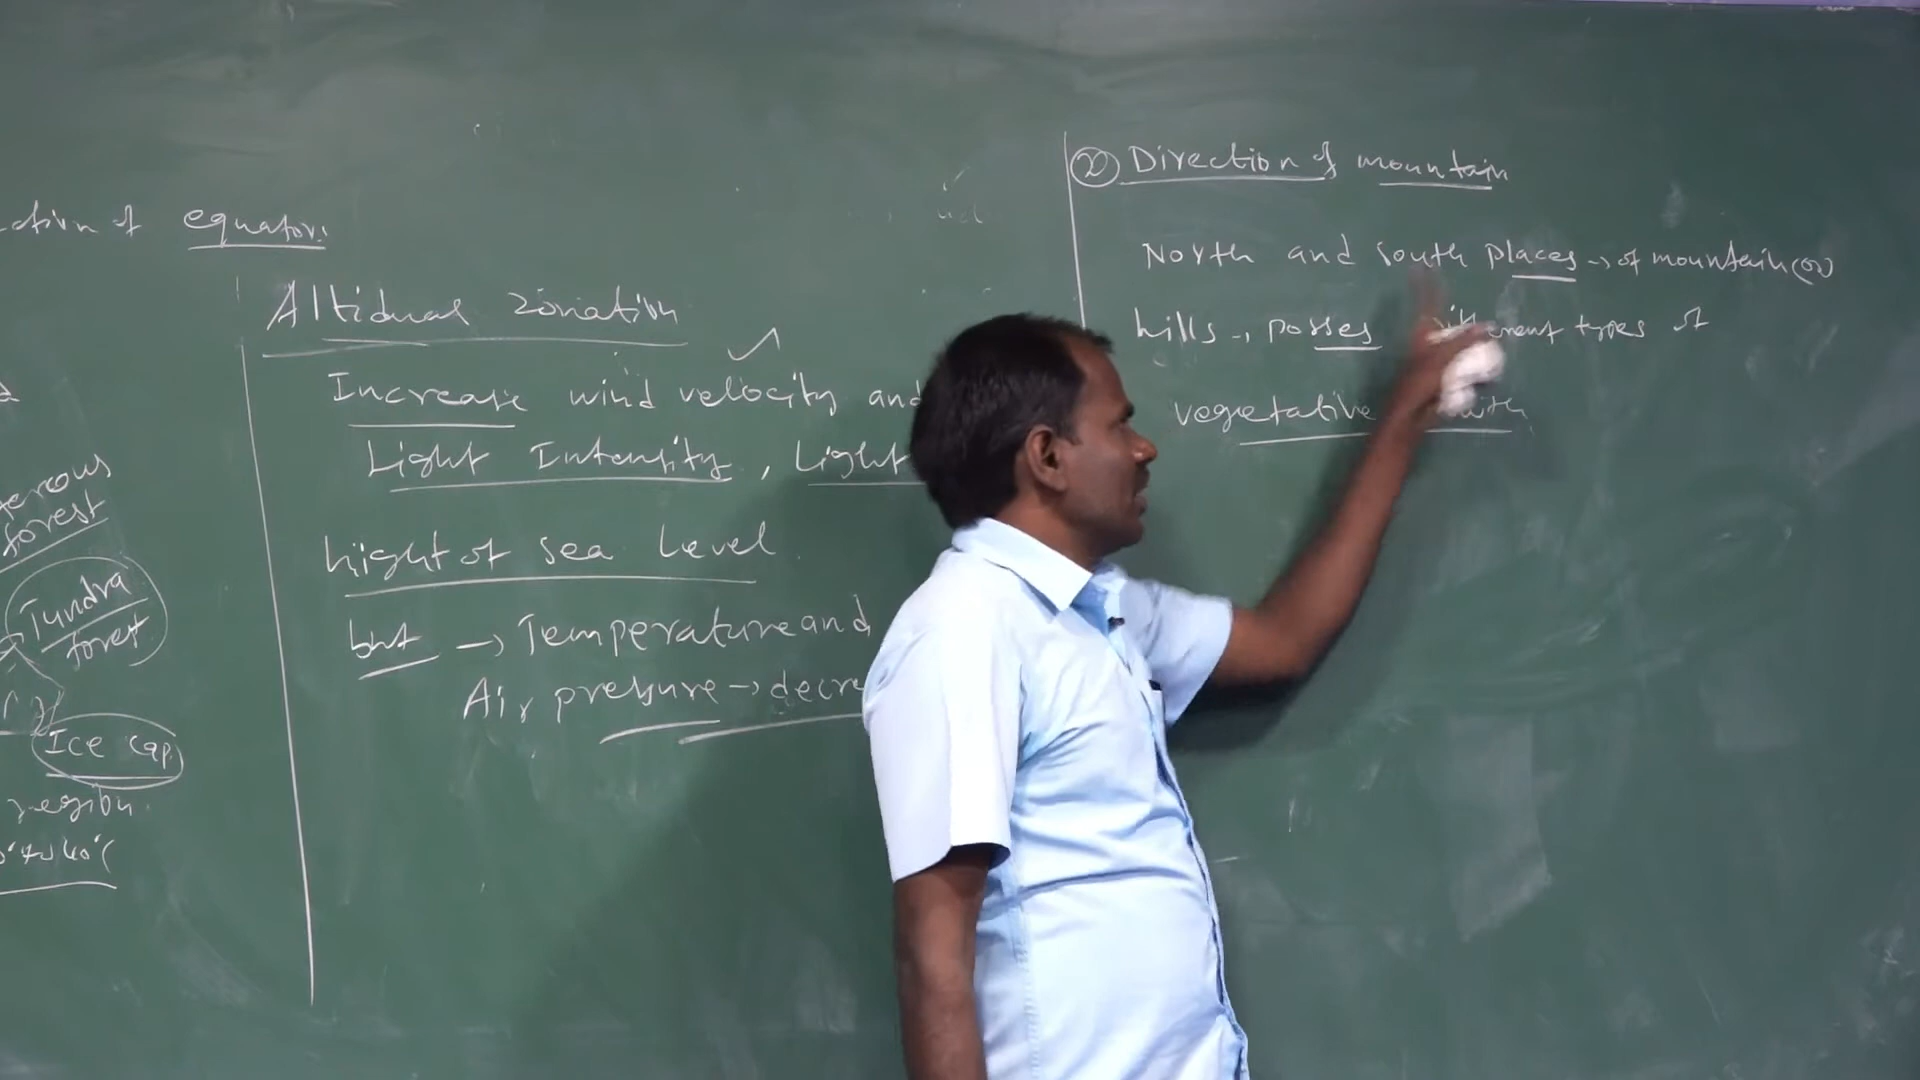 equator:
erous
forest
Tundra
forest
Ice cap
region.
Altidual zonation
Increase wind velocity and
Light Intensity, Light
hight of sea Level
but → Temperature and
Air pressure → decre
② Direction of mountain
North and south places → of mountain (or)
hills → posses different types of
vegetative with